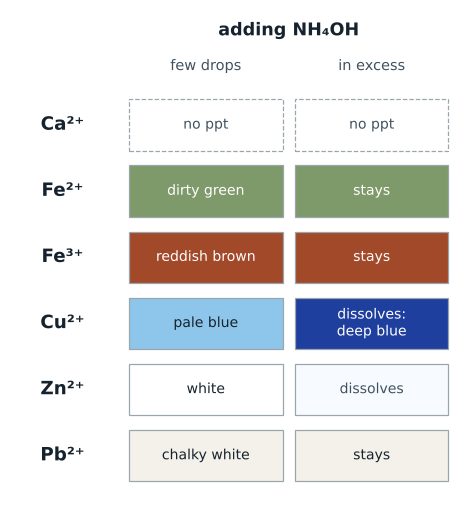 adding NH₄OH
few drops in excess
Ca²⁺ no ppt no ppt
Fe²⁺ dirty green stays
Fe³⁺ reddish brown stays
Cu²⁺ pale blue dissolves:
deep blue
Zn²⁺ white dissolves
Pb²⁺ chalky white stays